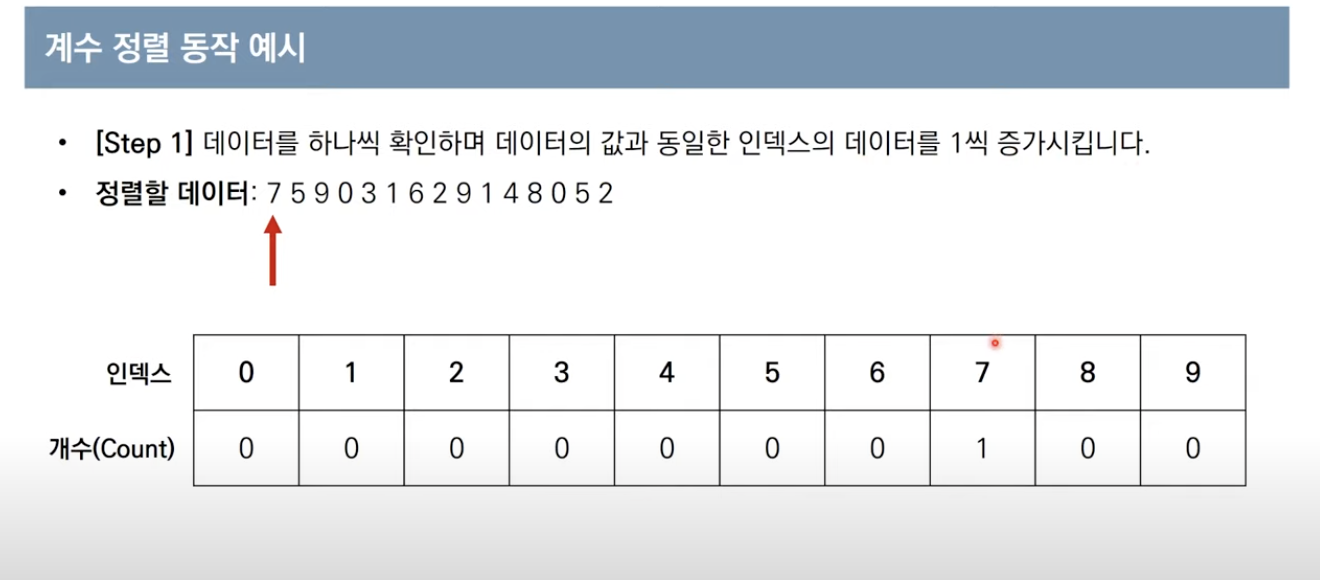 계수 정렬 동작 예시
• [Step 1] 데이터를 하나씩 확인하며 데이터의 값과 동일한 인덱스의 데이터를 1씩 증가시킵니다.
• 정렬할 데이터: 7 5 9 0 3 1 6 2 9 1 4 8 0 5 2
인덱스 0 1 2 3 4 5 6 7 8 9
개수(Count) 0 0 0 0 0 0 0 1 0 0